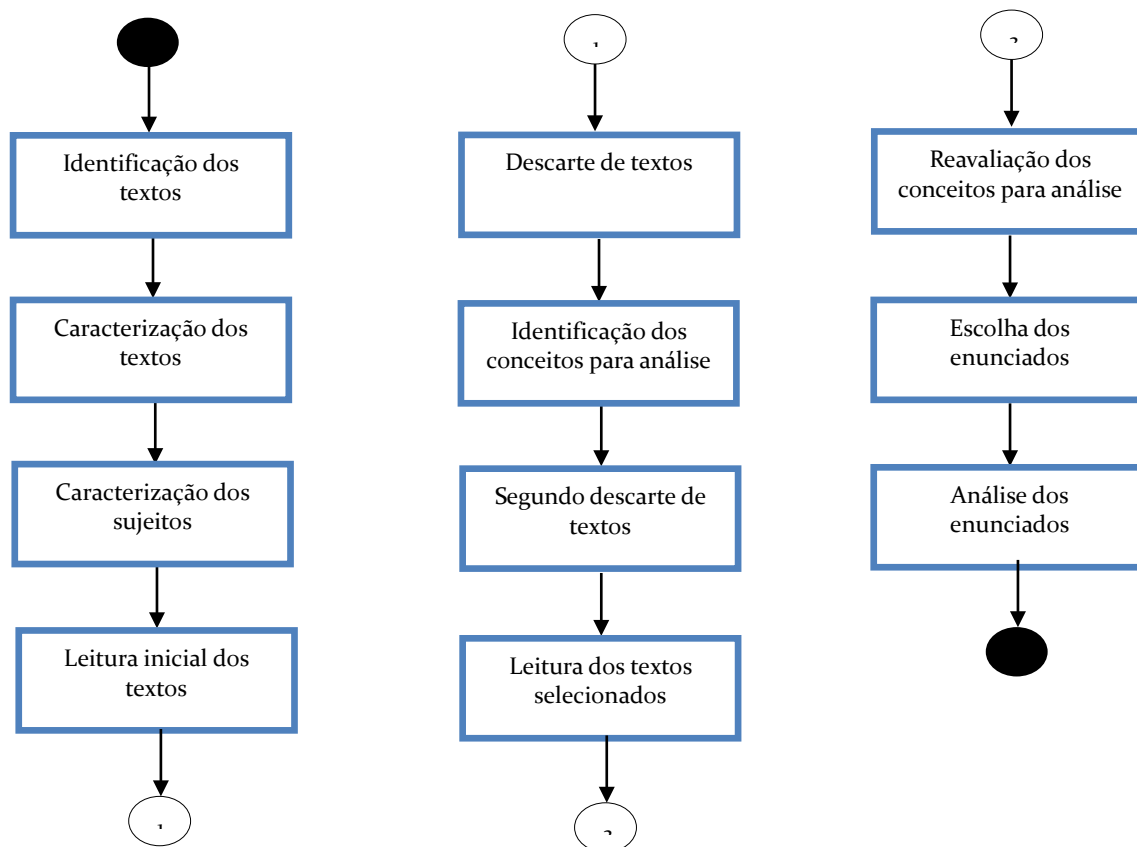 Identificação dos
textos
Caracterização dos
textos
Caracterização dos
sujeitos
Leitura inicial dos
textos
1
1
Descarte de textos
Identificação dos
conceitos para análise
Segundo descarte de
textos
Leitura dos textos
selecionados
Reavaliação dos
conceitos para análise
Escolha dos
enunciados
Análise dos
enunciados